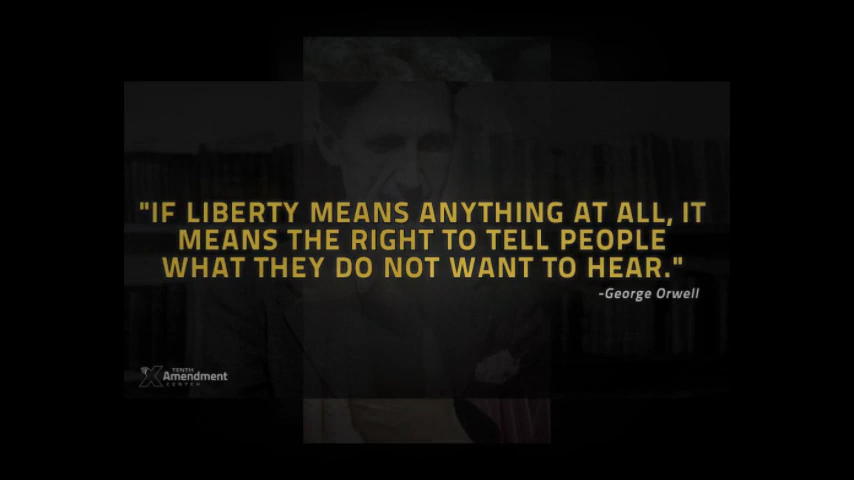 "IF LIBERTY MEANS ANYTHING AT ALL, IT
MEANS THE RIGHT TO TELL PEOPLE
WHAT THEY DO NOT WANT TO HEAR."
-George Orwell
X TENTH
Amendment
CENTER